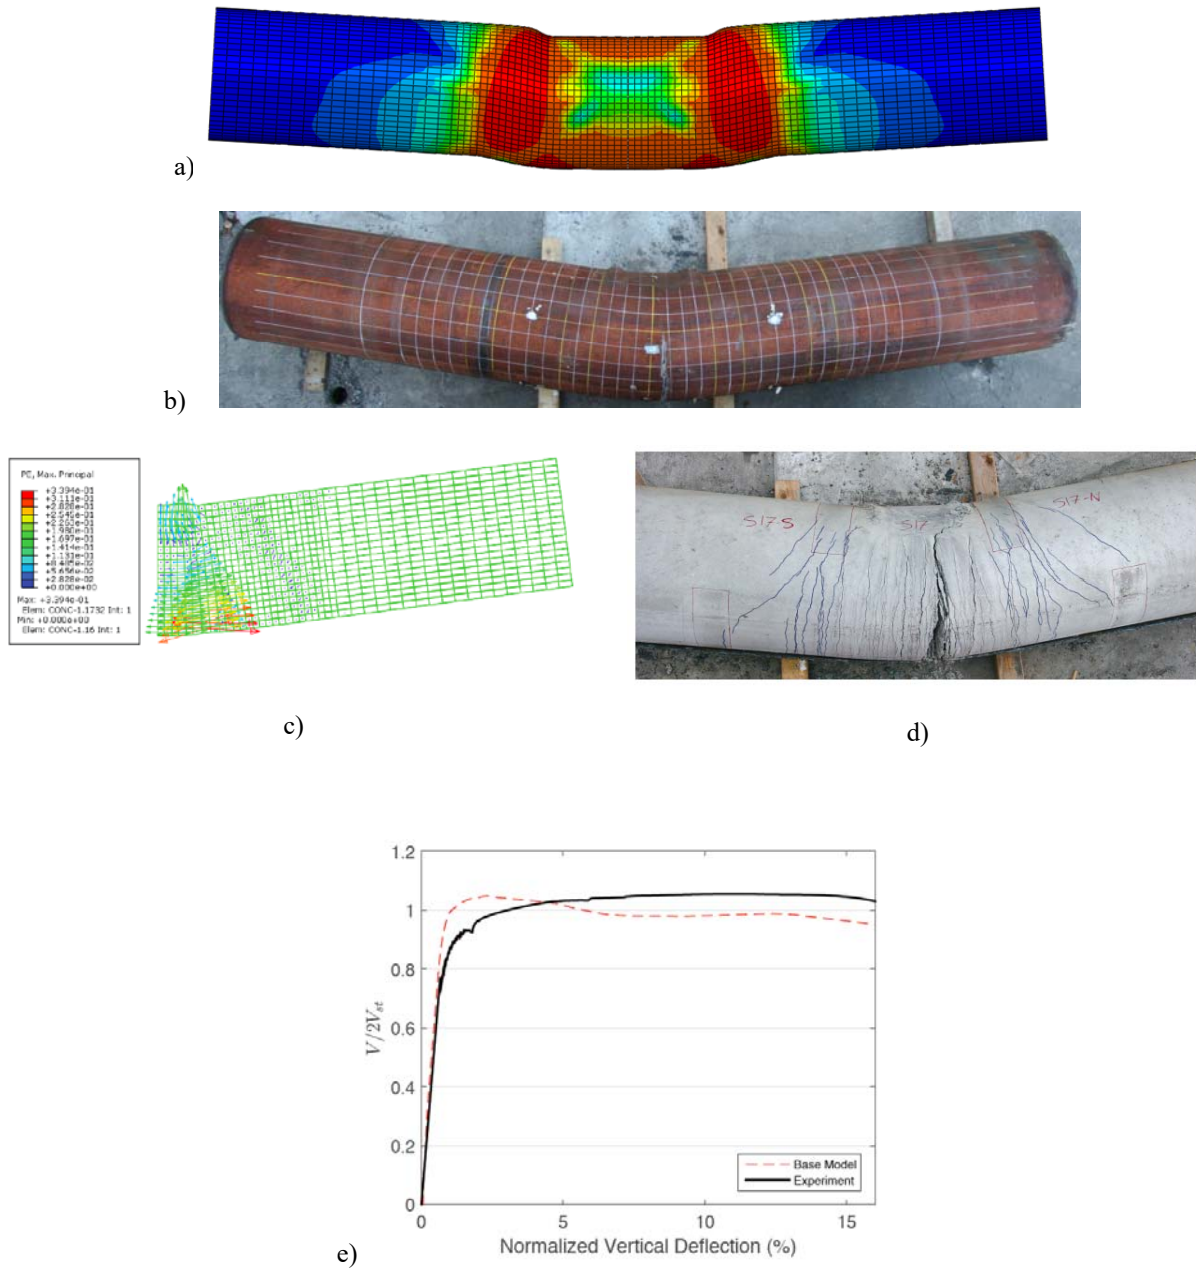 a)
b)
PE, Max. Principal
+3.394e-01
+3.111e-01
+2.828e-01
+2.545e-01
+2.263e-01
+1.980e-01
+1.697e-01
+1.414e-01
+1.131e-01
+8.485e-02
+5.656e-02
+2.828e-02
+0.000e+00
Max: +3.394e-01
Elem: CONC-1.1732 Int: 1
Min: +0.000e+00
Elem: CONC-1.16 Int: 1
S17-S
S17
S17-N
c)
d)
1.2
1
0.8
0.6
0.4
0.2
0
V/2V_st
Base Model
Experiment
0
5
10
15
Normalized Vertical Deflection (%)
e)